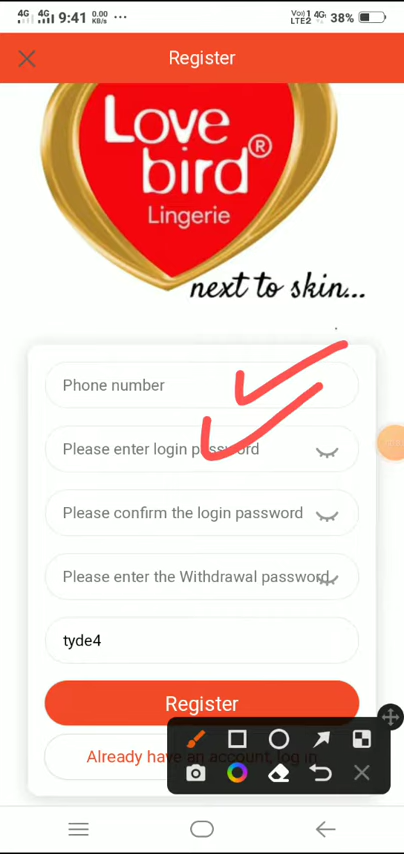 4G 4G 9:41 0.00 KB/s ... Vo)) 1 LTE2 4G 38%
Register
Love
bird®
Lingerie
next to skin...
Phone number
Please enter login password
Please confirm the login password
Please enter the Withdrawal password
tyde4
Register
Already have an account, log in